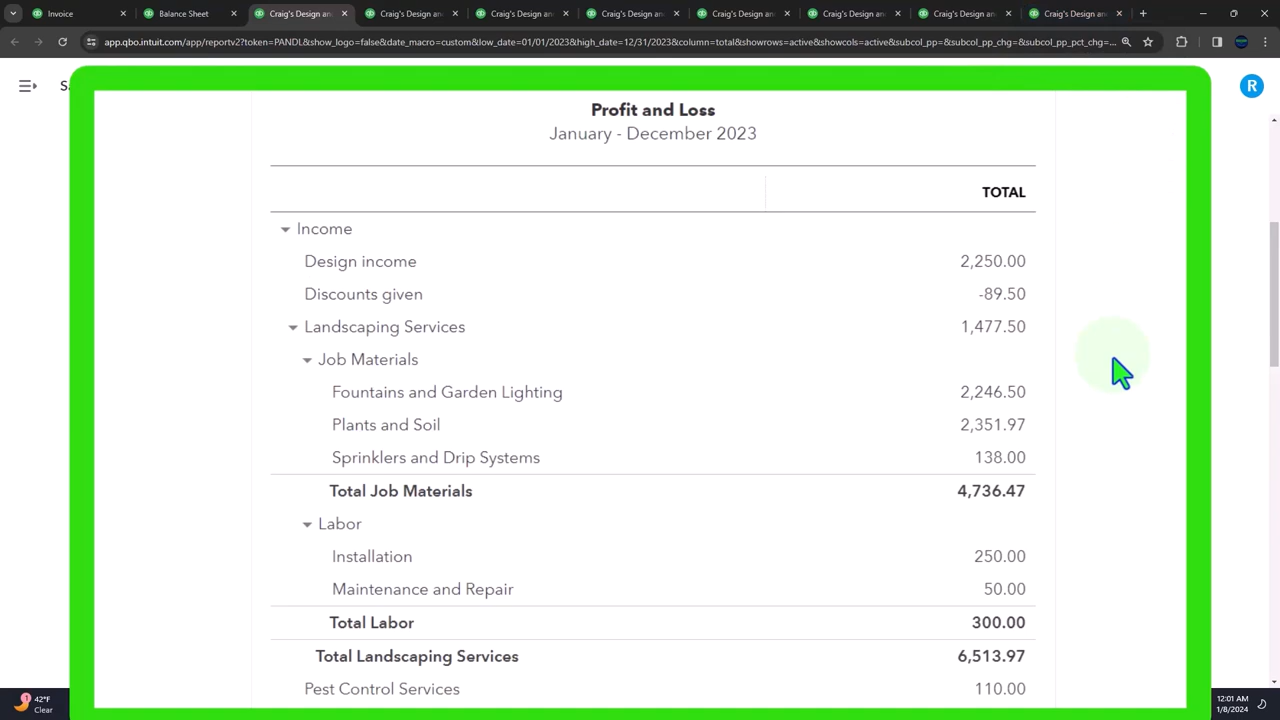 Invoice
Balance Sheet
Craig's Design and
Craig's Design an
Craig's Design an
Craig's Design an
Craig's Design an
Craig's Design an
Craig's Design an
Craig's Design an
app.qbo.intuit.com/app/reportv2?token=PANDL&show_logo=false&date_macro=custom&low_date=01/01/2023&high_date=12/31/2023&column=total&showrows=active&showcols=active&subcol_pp=&subcol_pp_chg=&subcol_pp_pct_chg=...
R
Profit and Loss
January - December 2023
TOTAL
Income
Design income 2,250.00
Discounts given -89.50
Landscaping Services 1,477.50
Job Materials
Fountains and Garden Lighting 2,246.50
Plants and Soil 2,351.97
Sprinklers and Drip Systems 138.00
Total Job Materials 4,736.47
Labor
Installation 250.00
Maintenance and Repair 50.00
Total Labor 300.00
Total Landscaping Services 6,513.97
Pest Control Services 110.00
1
42°F
Clear
12:01 AM
1/8/2024